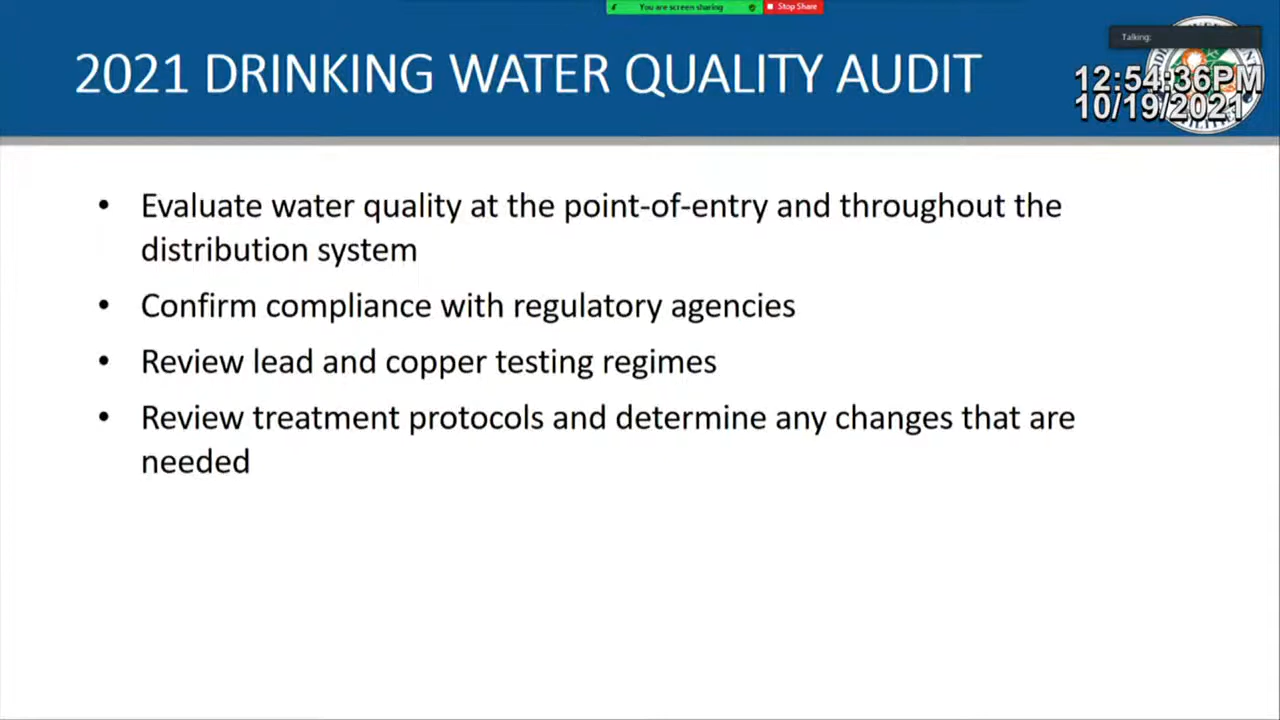 You are screen sharing
Stop Share
Talking:
2021 DRINKING WATER QUALITY AUDIT
12:54:36PM
10/19/2021
• Evaluate water quality at the point-of-entry and throughout the
distribution system
• Confirm compliance with regulatory agencies
• Review lead and copper testing regimes
• Review treatment protocols and determine any changes that are
needed